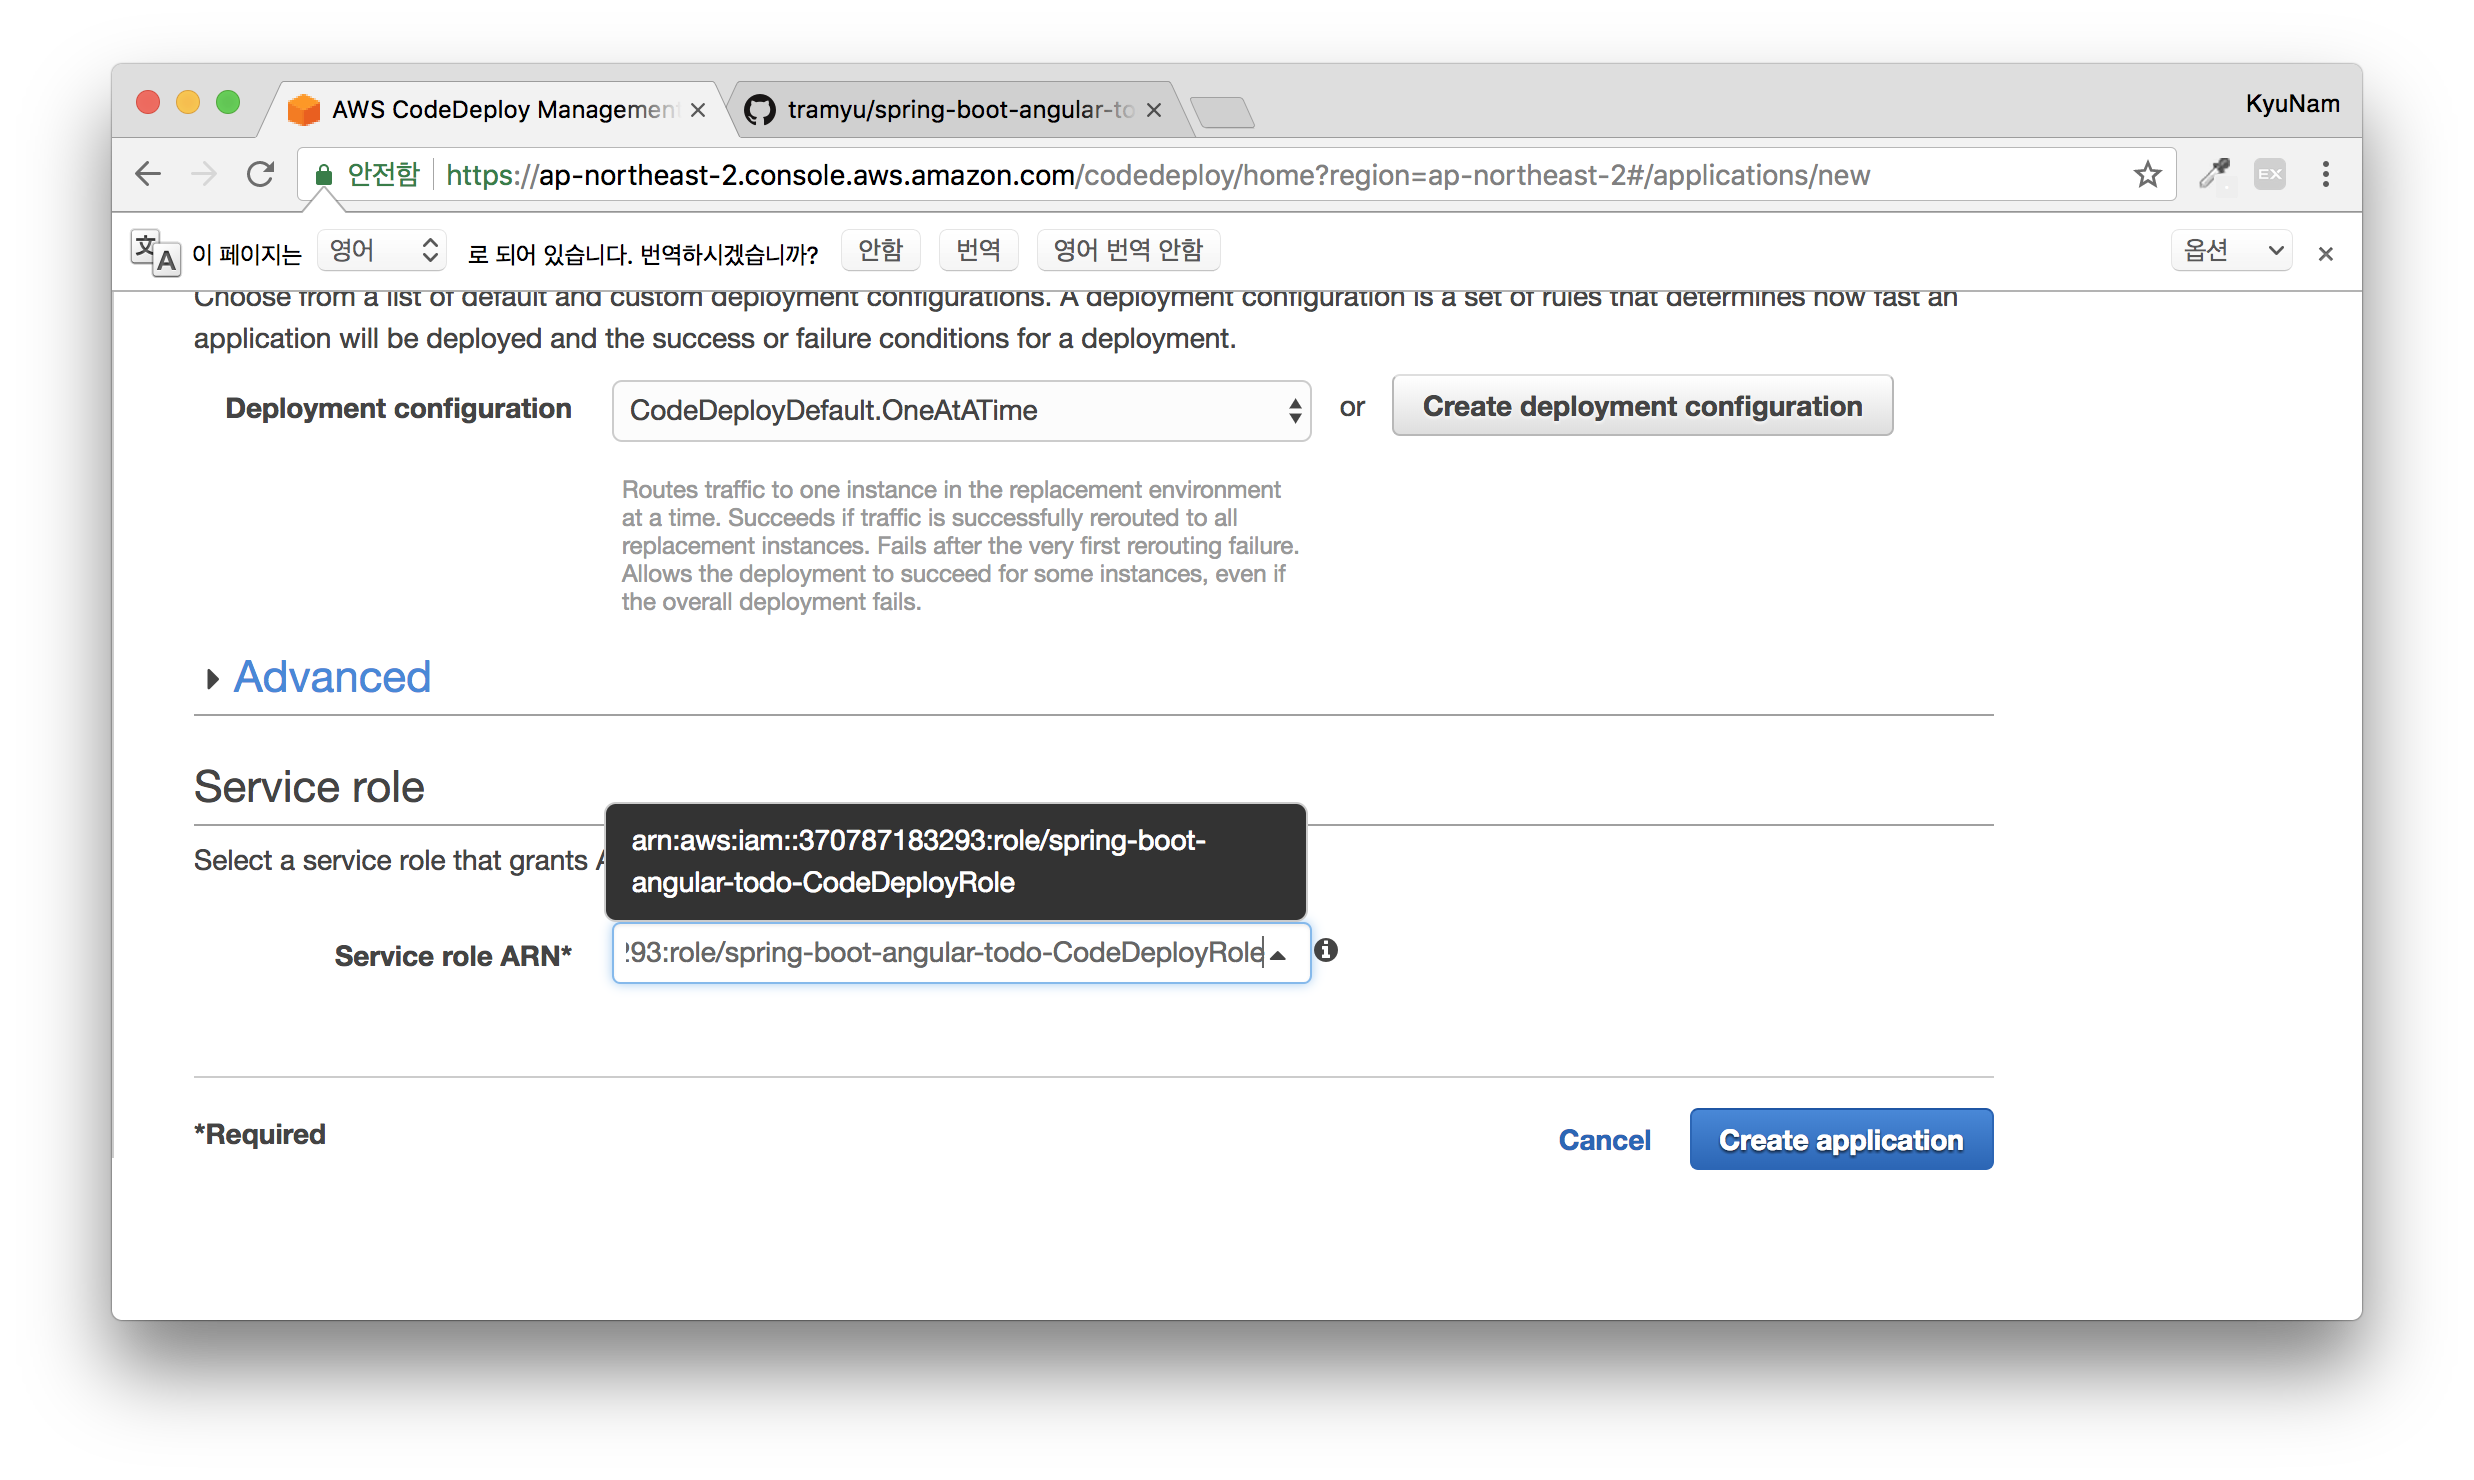 AWS CodeDeploy Management
tramyu/spring-boot-angular-to
KyuNam
안전함
https://ap-northeast-2.console.aws.amazon.com/codedeploy/home?region=ap-northeast-2#/applications/new
EX
이 페이지는 영어 로 되어 있습니다. 번역하시겠습니까? 안함 번역 영어 번역 안함 옵션
Choose from a list of default and custom deployment configurations. A deployment configuration is a set of rules that determines how fast an
application will be deployed and the success or failure conditions for a deployment.
Deployment configuration CodeDeployDefault.OneAtATime or Create deployment configuration
Routes traffic to one instance in the replacement environment
at a time. Succeeds if traffic is successfully rerouted to all
replacement instances. Fails after the very first rerouting failure.
Allows the deployment to succeed for some instances, even if
the overall deployment fails.
Advanced
Service role
arn:aws:iam::370787183293:role/spring-boot-
angular-todo-CodeDeployRole
Select a service role that grants
Service role ARN* 293:role/spring-boot-angular-todo-CodeDeployRole
*Required
Cancel Create application